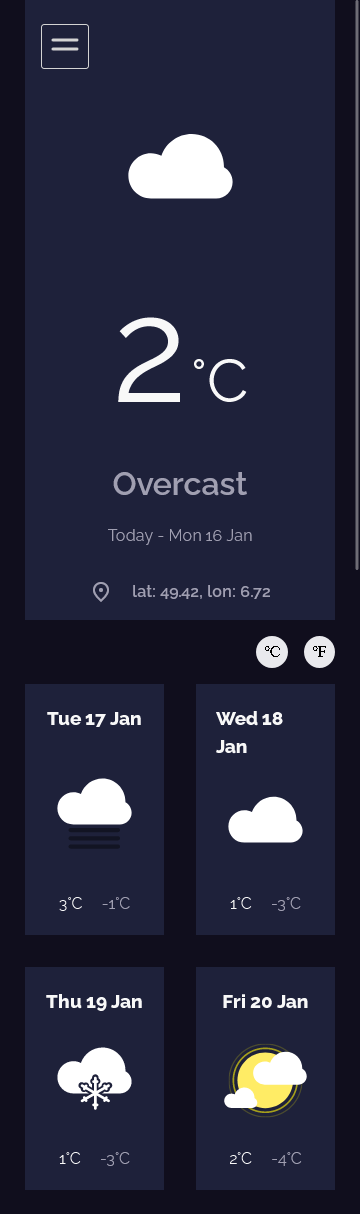 2 °C
Overcast
Today - Mon 16 Jan
lat: 49.42, lon: 6.72
°C °F
Tue 17 Jan
3°C -1°C
Wed 18
Jan
1°C -3°C
Thu 19 Jan
1°C -3°C
Fri 20 Jan
2°C -4°C